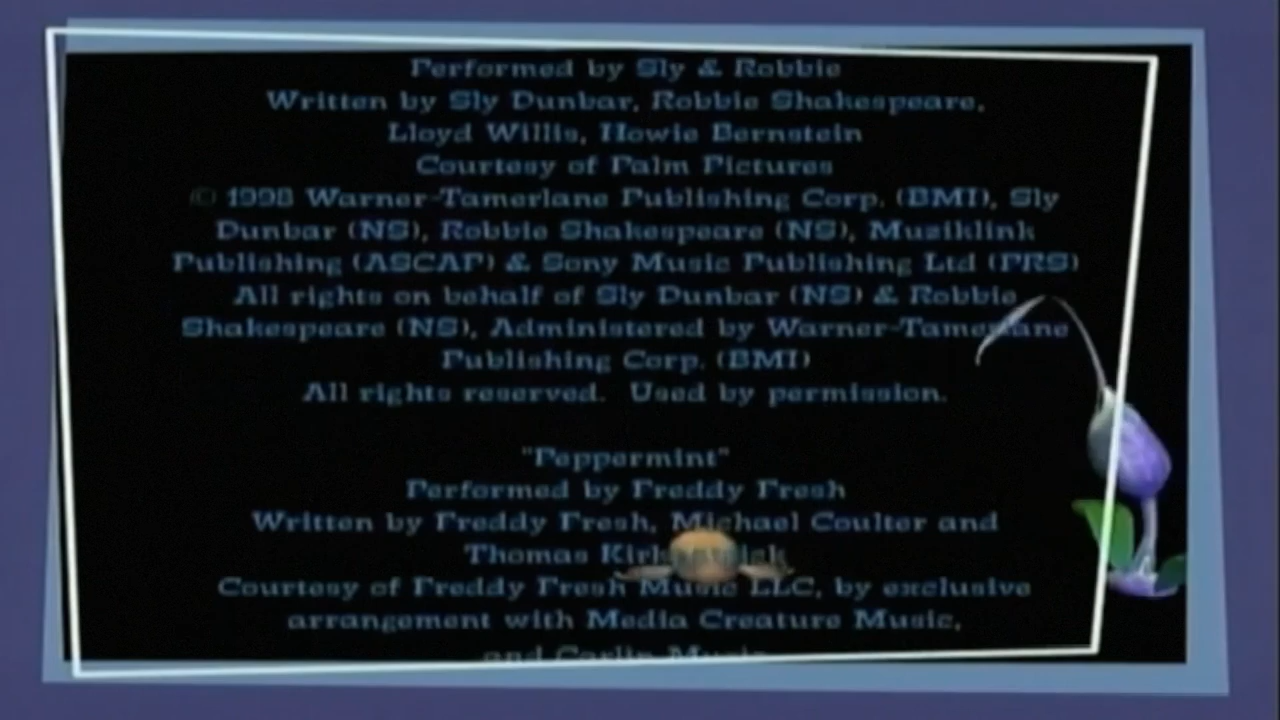 Performed by Sly & Robbie
Written by Sly Dunbar, Robbie Shakespeare,
Lloyd Willis, Howie Bernstein
Courtesy of Palm Pictures
© 1998 Warner-Tamerlane Publishing Corp. (BMI), Sly
Dunbar (NS), Robbie Shakespeare (NS), Muziklink
Publishing (ASCAP) & Sony Music Publishing Ltd (PRS)
All rights on behalf of Sly Dunbar (NS) & Robbie
Shakespeare (NS), Administered by Warner-Tamerlane
Publishing Corp. (BMI)
All rights reserved. Used by permission.
"Peppermint"
Performed by Freddy Fresh
Written by Freddy Fresh, Michael Coulter and
Thomas
Courtesy of Freddy Fresh Music LLC, by exclusive
arrangement with Media Creature Music,
and Carlin Music